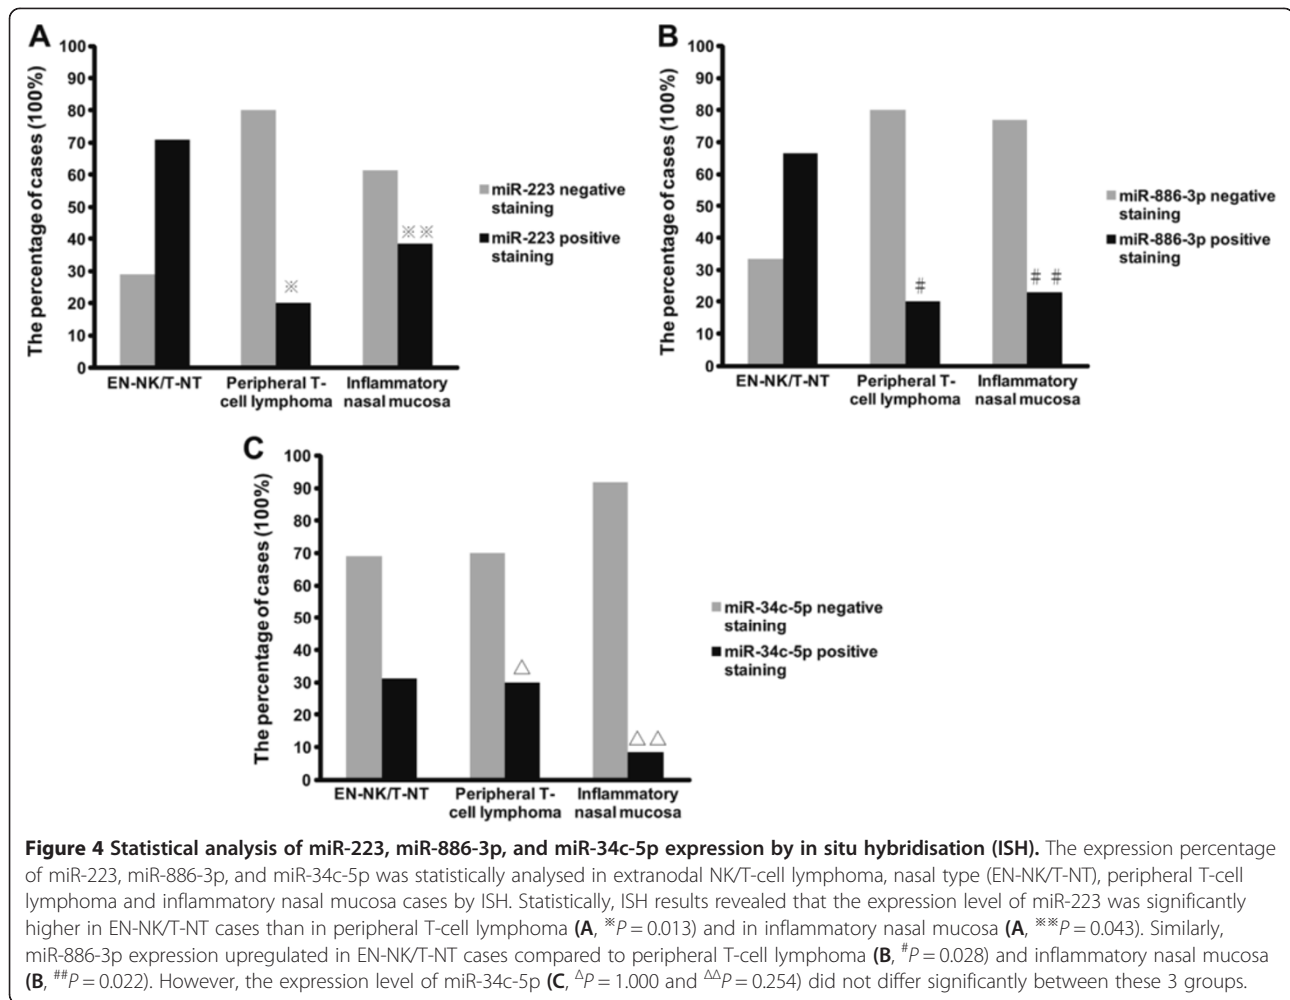 A
The percentage of cases (100%)
100
90
80
70
60
50
40
30
20
10
0
※
※※
EN-NK/T-NT
Peripheral T-
cell lymphoma
Inflammatory
nasal mucosa
miR-223 negative
staining
miR-223 positive
staining
B
The percentage of cases (100%)
100
90
80
70
60
50
40
30
20
10
0
#
# #
EN-NK/T-NT
Peripheral T-
cell lymphoma
Inflammatory
nasal mucosa
miR-886-3p negative
staining
miR-886-3p positive
staining
C
The percentage of cases (100%)
100
90
80
70
60
50
40
30
20
10
0
△
△△
EN-NK/T-NT
Peripheral T-
cell lymphoma
Inflammatory
nasal mucosa
miR-34c-5p negative
staining
miR-34c-5p positive
staining
Figure 4 Statistical analysis of miR-223, miR-886-3p, and miR-34c-5p expression by in situ hybridisation (ISH). The expression percentage
of miR-223, miR-886-3p, and miR-34c-5p was statistically analysed in extranodal NK/T-cell lymphoma, nasal type (EN-NK/T-NT), peripheral T-cell
lymphoma and inflammatory nasal mucosa cases by ISH. Statistically, ISH results revealed that the expression level of miR-223 was significantly
higher in EN-NK/T-NT cases than in peripheral T-cell lymphoma (A, ※P = 0.013) and in inflammatory nasal mucosa (A, ※※P = 0.043). Similarly,
miR-886-3p expression upregulated in EN-NK/T-NT cases compared to peripheral T-cell lymphoma (B, #P = 0.028) and inflammatory nasal mucosa
(B, ##P = 0.022). However, the expression level of miR-34c-5p (C, △P = 1.000 and △△P = 0.254) did not differ significantly between these 3 groups.